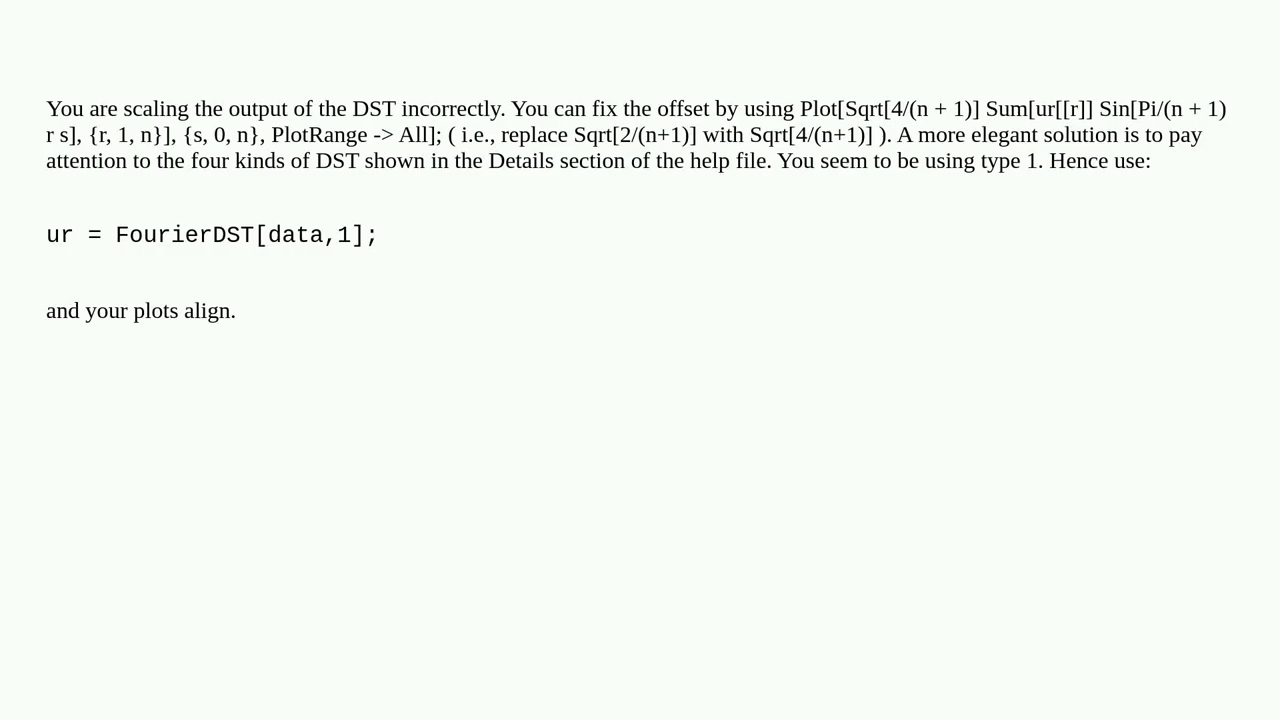 You are scaling the output of the DST incorrectly. You can fix the offset by using Plot[Sqrt[4/(n + 1)] Sum[ur[[r]] Sin[Pi/(n + 1)
r s], {r, 1, n}], {s, 0, n}, PlotRange -> All]; ( i.e., replace Sqrt[2/(n+1)] with Sqrt[4/(n+1)] ). A more elegant solution is to pay
attention to the four kinds of DST shown in the Details section of the help file. You seem to be using type 1. Hence use:
ur = FourierDST[data,1];
and your plots align.